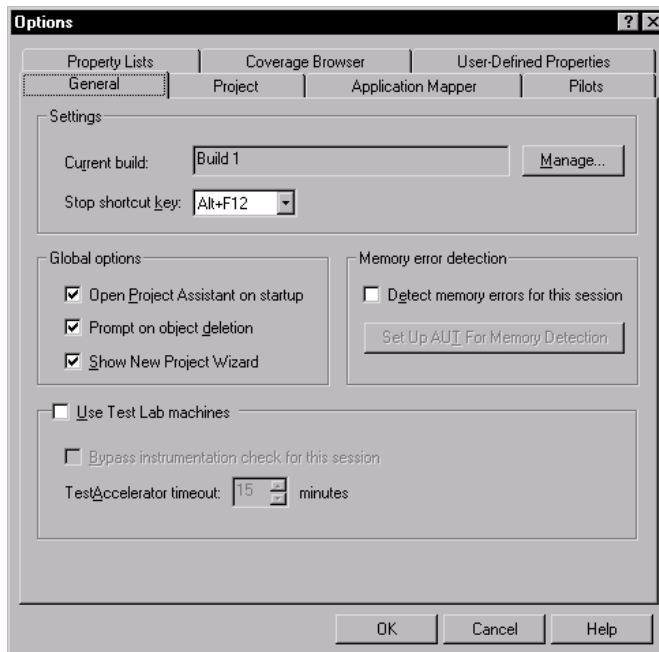 Options
Property Lists
Coverage Browser
User-Defined Properties
General
Project
Application Mapper
Pilots
Settings
Current build:
Build 1
Manage...
Stop shortcut key:
Alt+F12
Global options
Open Project Assistant on startup
Prompt on object deletion
Show New Project Wizard
Memory error detection
Detect memory errors for this session
Set Up AUT For Memory Detection
Use Test Lab machines
Bypass instrumentation check for this session
TestAccelerator timeout:
15
minutes
OK
Cancel
Help